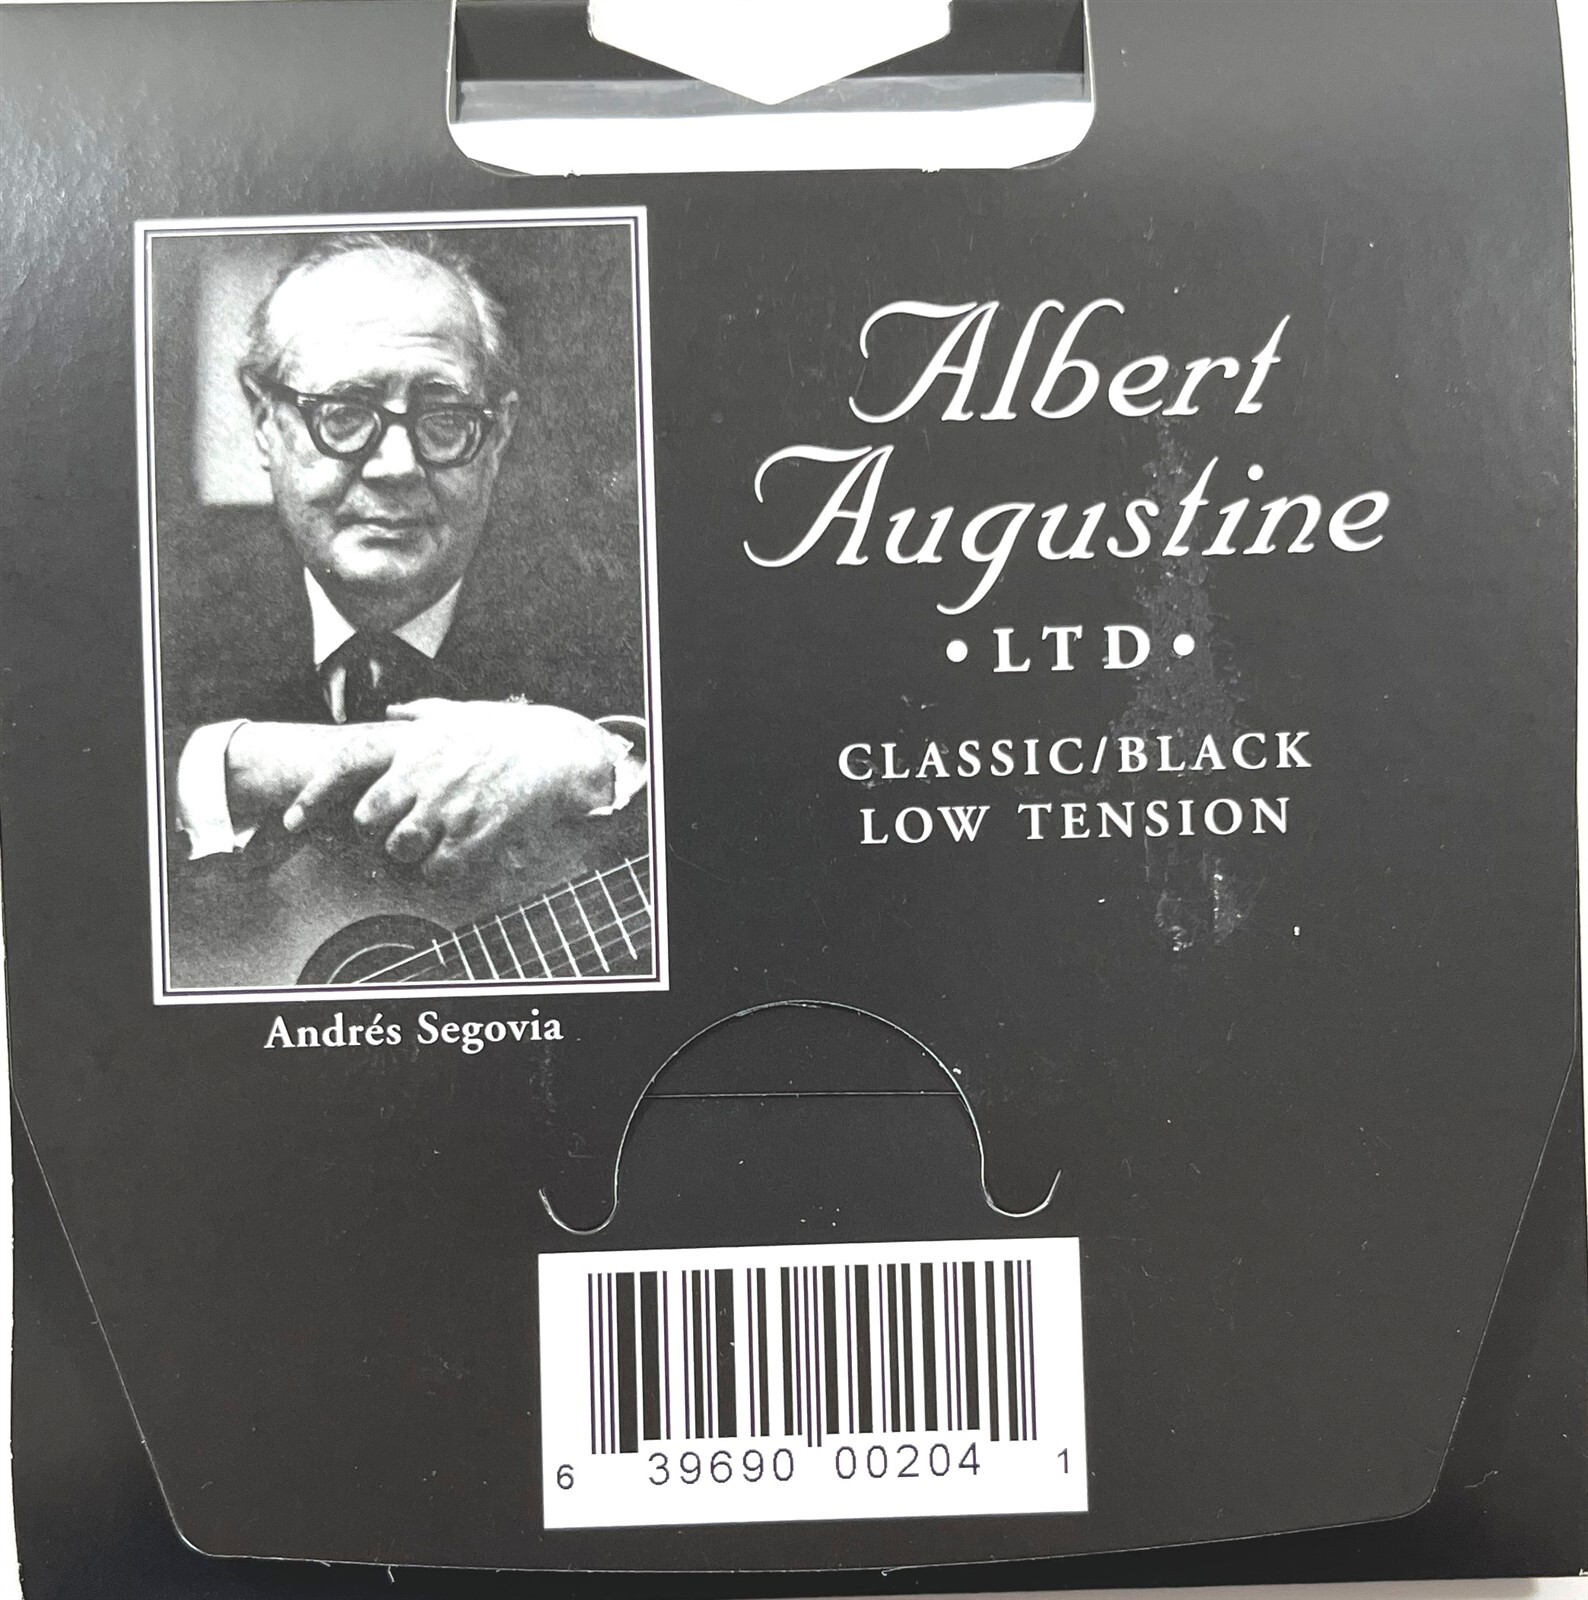 Albert
Augustine
•LTD•
CLASSIC/BLACK
LOW TENSION
Andrés Segovia
6 39690 00204 1